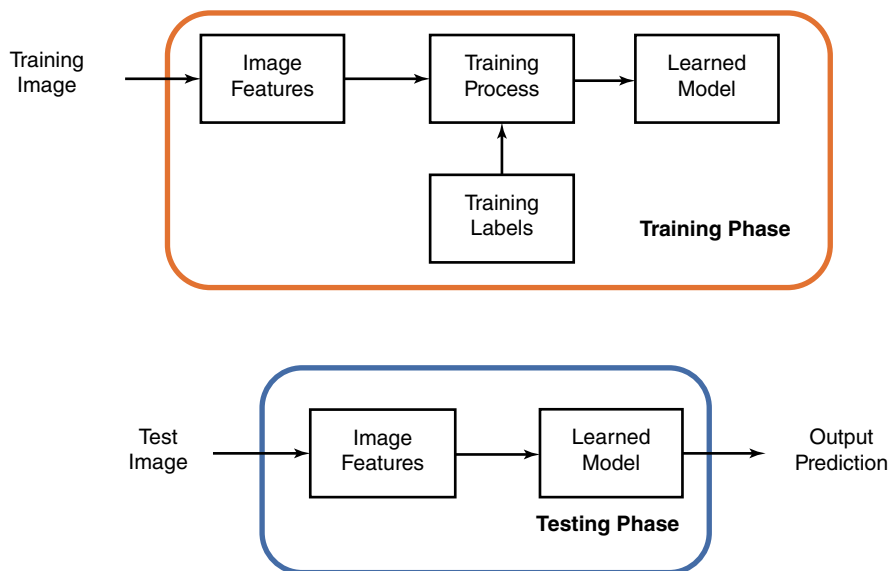 Training
Image
Image
Features
Training
Process
Learned
Model
Training
Labels
Training Phase
Test
Image
Image
Features
Learned
Model
Output
Prediction
Testing Phase